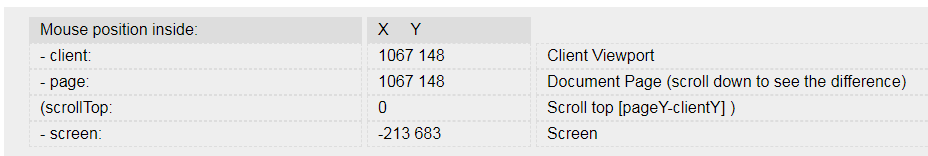 Mouse position inside: X Y
- client: 1067 148 Client Viewport
- page: 1067 148 Document Page (scroll down to see the difference)
(scrollTop: 0 Scroll top [pageY-clientY] )
- screen: -213 683 Screen